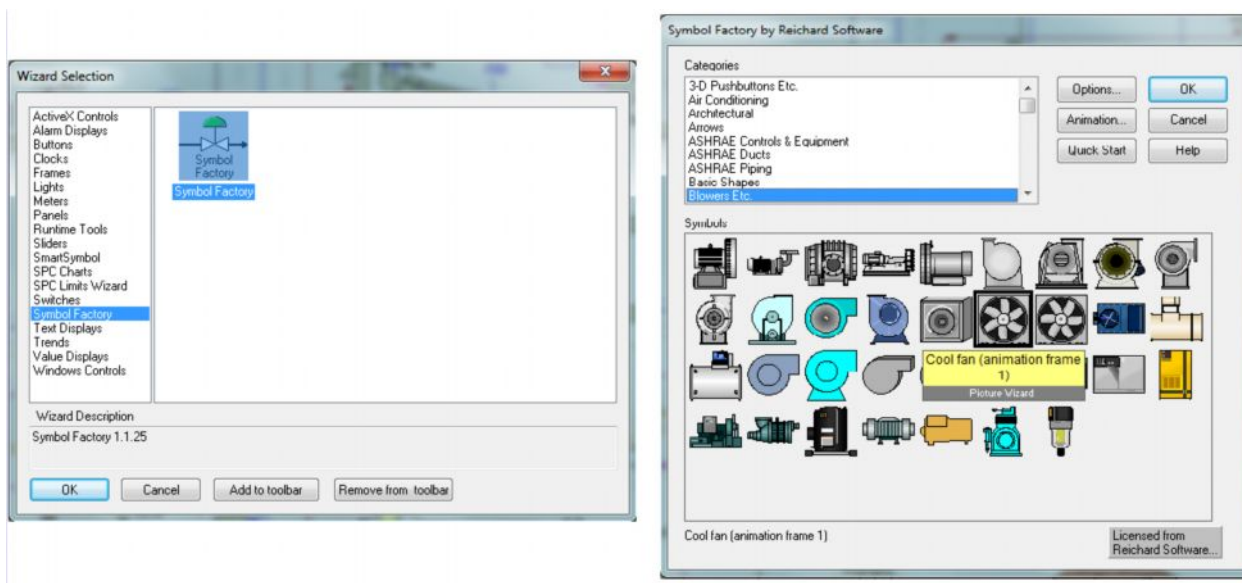 Wizard Selection
ActiveX Controls
Alarm Displays
Buttons
Clocks
Frames
Lights
Meters
Panels
Runtime Tools
Sliders
SmartSymbol
SPC Charts
SPC Limits Wizard
Switches
Symbol Factory
Text Displays
Trends
Value Displays
Windows Controls
Symbol
Factory
Symbol Factory
Wizard Description
Symbol Factory 1.1.25
OK
Cancel
Add to toolbar
Remove from toolbar
Symbol Factory by Reichard Software
Categories
3-D Pushbuttons Etc.
Air Conditioning
Architectural
Arrows
ASHRAE Controls & Equipment
ASHRAE Ducts
ASHRAE Piping
Basic Shapes
Blowers Etc.
Options...
OK
Animation...
Cancel
Quick Start
Help
Symbols
Cool fan (animation frame
1)
Picture Wizard
Cool fan (animation frame 1)
Licensed from
Reichard Software...